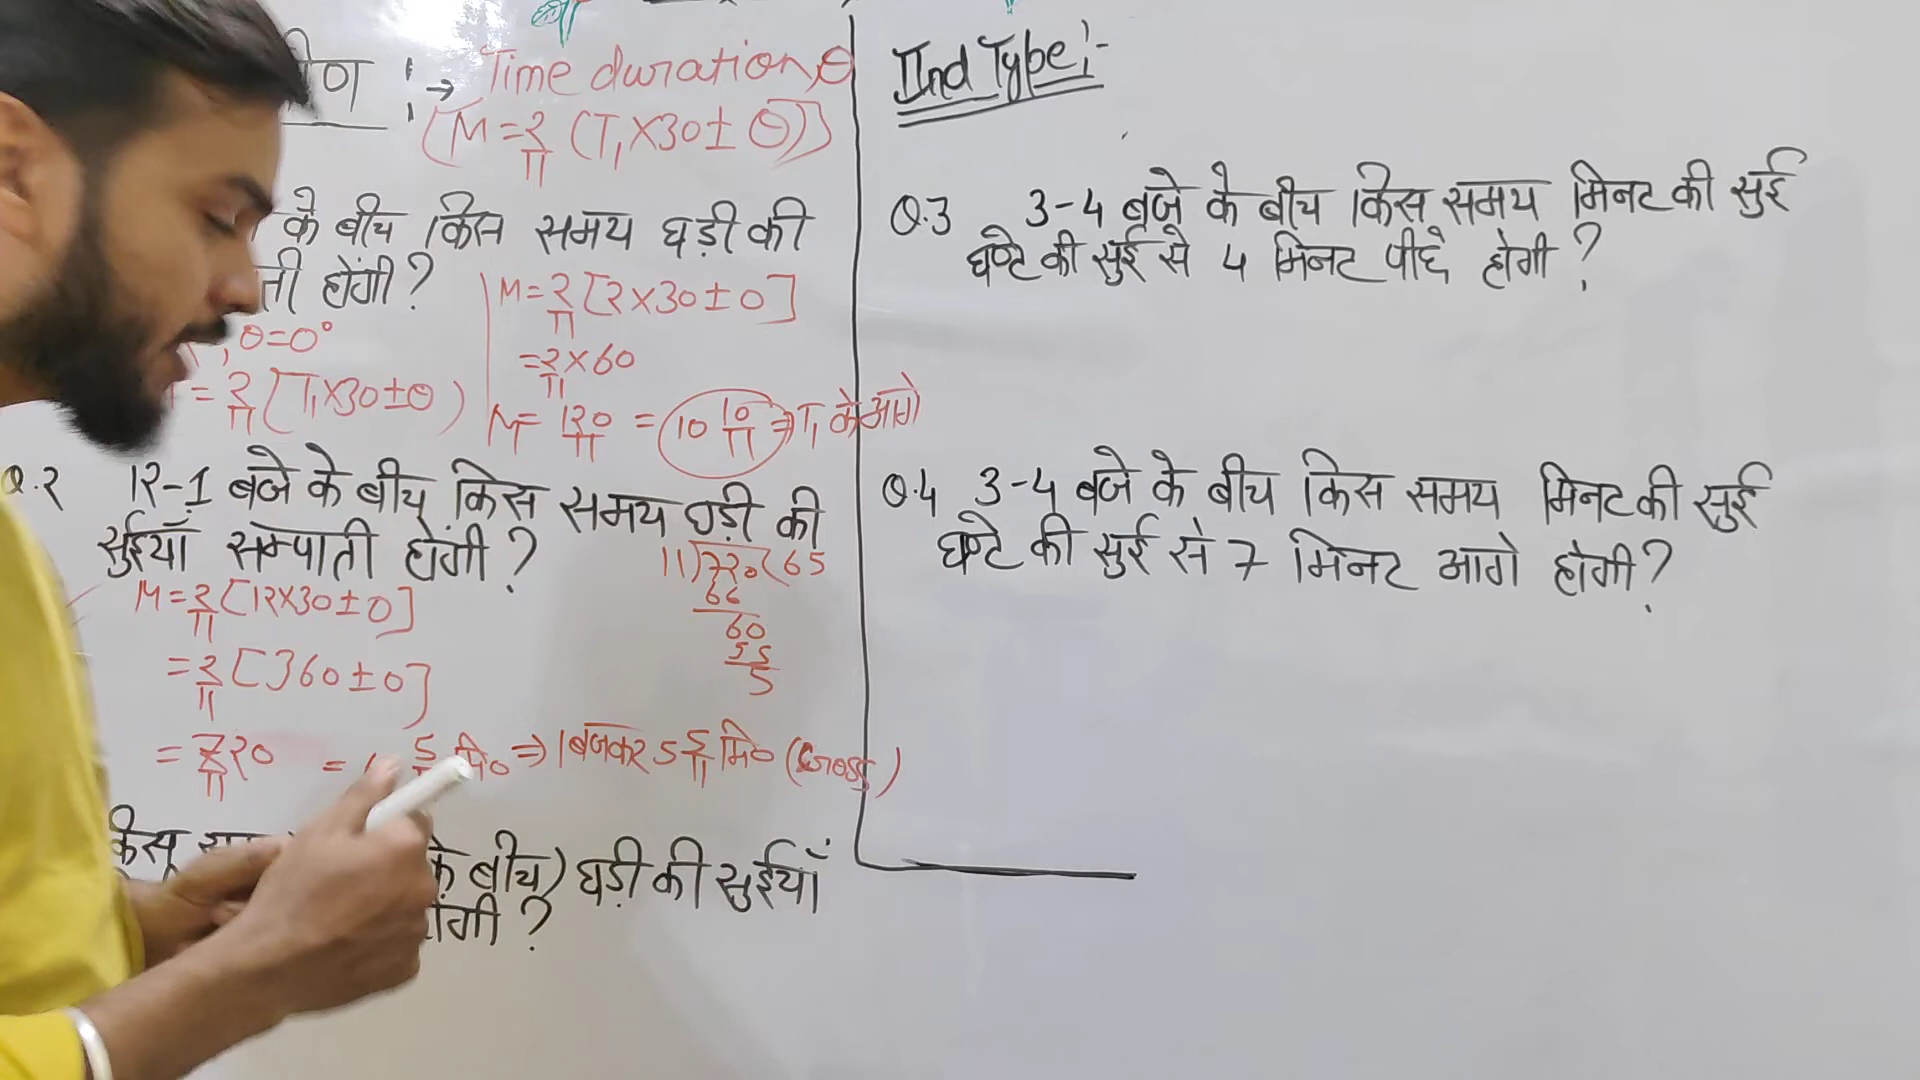 : → Time duration, θ
[M = 2/11 (T₁×30 ± θ)]
के बीच किस समय घड़ी की
ती होंगी?
θ=0°
= 2/11 [T₁×30±θ)
M = 2/11 [2×30±0]
= 2/11 × 60
M = 120/11 = 10 10/11 ⇒ T₁ के आगे
Q.2 12-1 बजे के बीच किस समय घड़ी की
सुईयाँ सम्पाती होगी?
M = 2/11 [12×30±0]
= 2/11 [360±0]
= 720/11
5
मि० ⇒ 1 बजकर 5 5/11 मि० (Cross)
11)720(65
66
60
55
5
किस
के बीच) घड़ी की सुईयाँ
होंगी?
IInd Type:-
Q.3 3-4 बजे के बीच किस समय मिनट की सुई
घण्टे की सुई से 4 मिनट पीछे होगी?
Q.4 3-4 बजे के बीच किस समय मिनट की सुई
घण्टे की सुई से 7 मिनट आगे होगी?